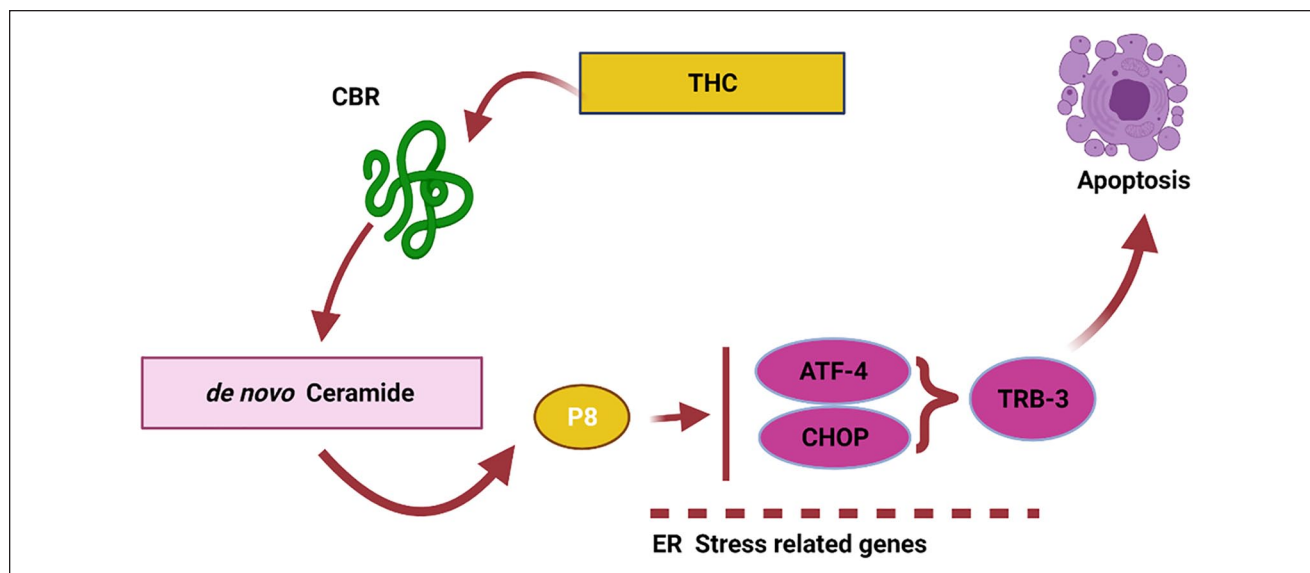 THC
CBR
Apoptosis
de novo Ceramide
P8
ATF-4
CHOP
TRB-3
ER Stress related genes